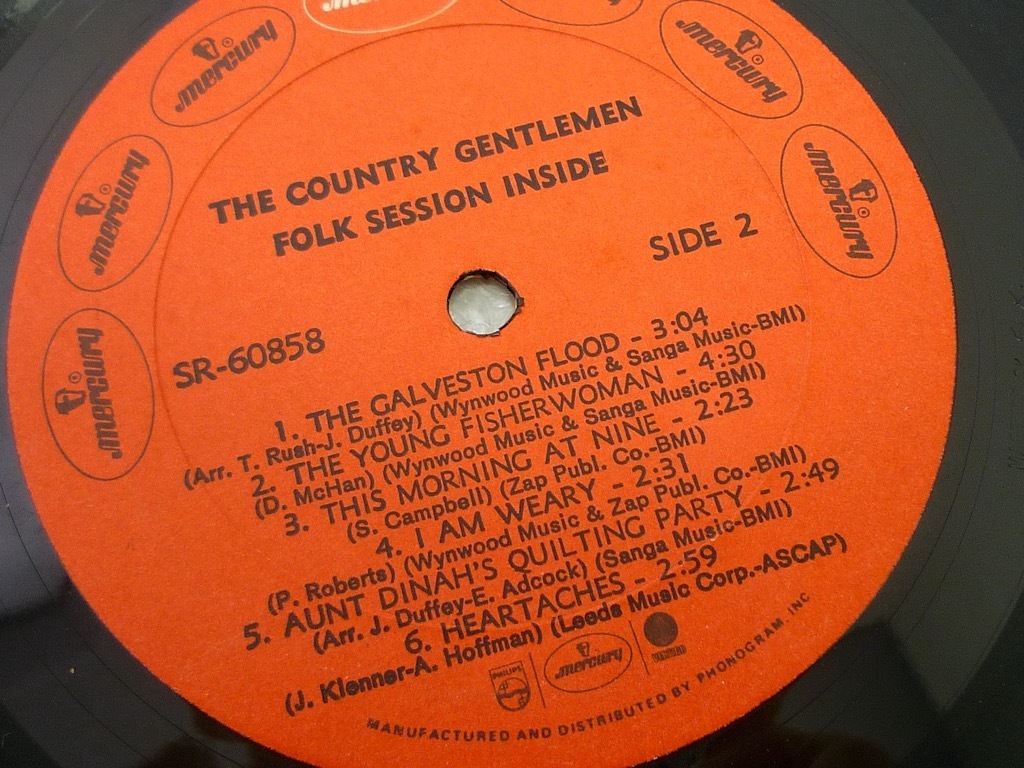 mercury
mercury
mercury
mercury
mercury
mercury
mercury
THE COUNTRY GENTLEMEN
FOLK SESSION INSIDE
SIDE 2
SR-60858
1. THE GALVESTON FLOOD - 3:04
(Arr. T. Rush-J. Duffey) (Wynwood Music & Sanga Music-BMI)
2. THE YOUNG FISHERWOMAN - 4:30
(D. McHan) (Wynwood Music & Sanga Music-BMI)
3. THIS MORNING AT NINE - 2:23
(S. Campbell) (Zap Publ. Co.-BMI)
4. I AM WEARY - 2:31
(P. Roberts) (Wynwood Music & Zap Publ. Co.-BMI)
5. AUNT DINAH'S QUILTING PARTY - 2:49
(Arr. J. Duffey-E. Adcock) (Sanga Music-BMI)
6. HEARTACHES - 2:59
(J. Klenner-A. Hoffman) (Leeds Music Corp.-ASCAP)
PHILIPS
mercury
MANUFACTURED AND DISTRIBUTED BY PHONOGRAM, INC